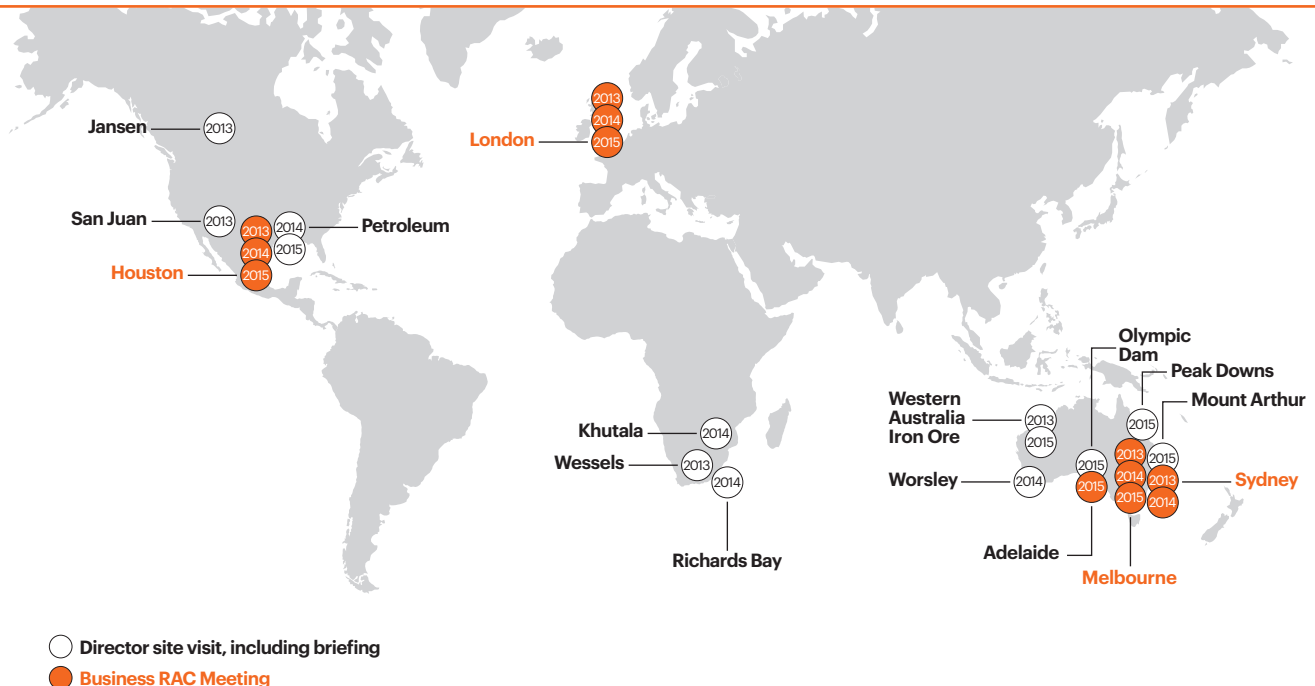 Jansen
2013
San Juan
2013
2013
2014
2015
Houston
2014
2015
Petroleum
London
2013
2014
2015
Khutala
2014
Wessels
2013
2014
Richards Bay
Western
Australia
Iron Ore
2013
2015
Worsley
2014
Olympic
Dam
2015
2015
Adelaide
Peak Downs
2015
2013
2014
2015
Melbourne
Mount Arthur
2015
2013
2014
Sydney
Director site visit, including briefing
Business RAC Meeting